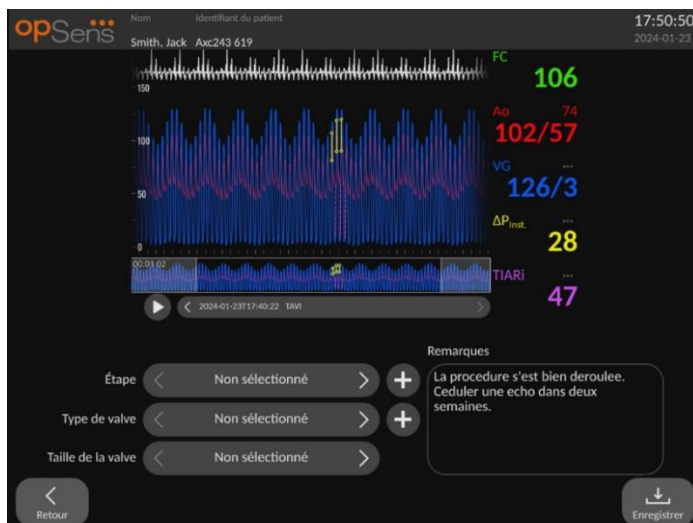 opSens
Nom Identifiant du patient
Smith, Jack Axc243 619
17:50:50
2024-01-23
150
100
50
0
00:01:02
FC
106
Ao 74
102/57
VG ---
126/3
ΔPInst. ---
28
TIARi ---
47
2024-01-23T17:40:22 TAVI
Étape Non sélectionné
Type de valve Non sélectionné
Taille de la valve Non sélectionné
Remarques
La procedure s'est bien deroulee.
Ceduler une echo dans deux
semaines.
Retour
Enregistrer